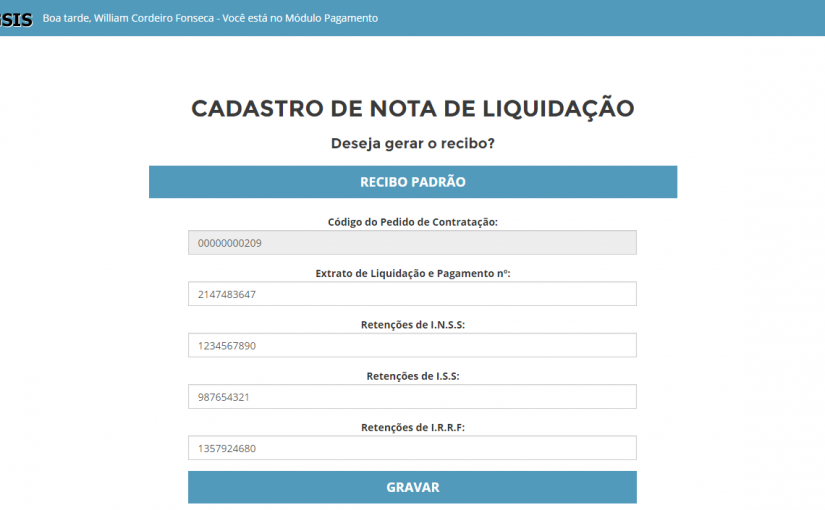 SIS Boa tarde, William Cordeiro Fonseca - Você está no Módulo Pagamento
CADASTRO DE NOTA DE LIQUIDAÇÃO
Deseja gerar o recibo?
RECIBO PADRÃO
Código do Pedido de Contratação:
00000000209
Extrato de Liquidação e Pagamento nº:
2147483647
Retenções de I.N.S.S:
1234567890
Retenções de I.S.S:
987654321
Retenções de I.R.R.F:
1357924680
GRAVAR